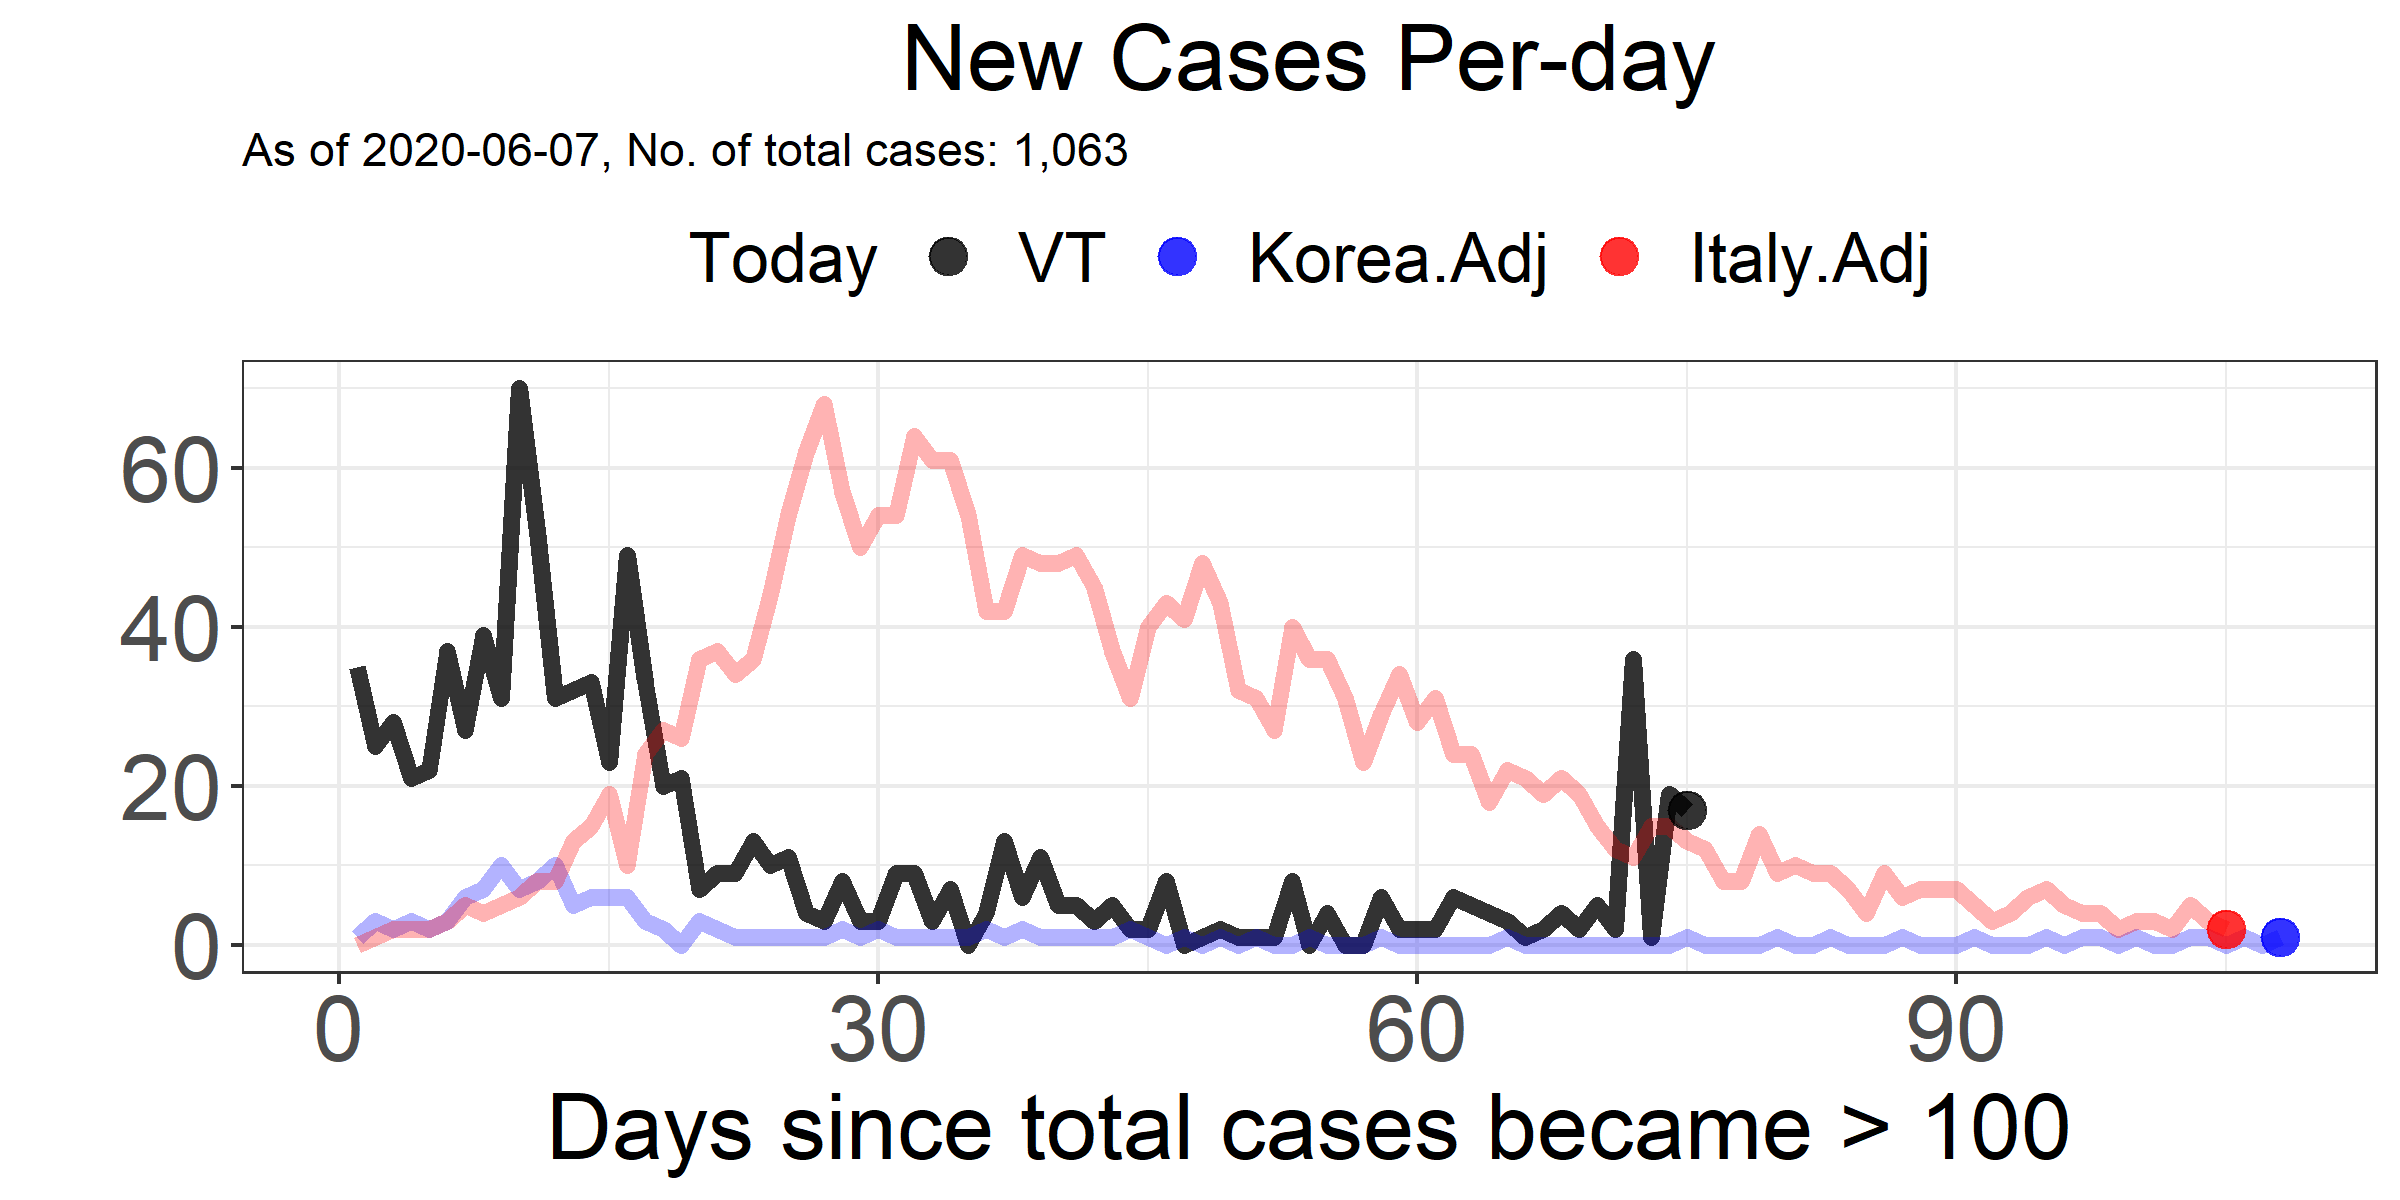 New Cases Per-day
As of 2020-06-07, No. of total cases: 1,063
Today VT Korea.Adj Italy.Adj
60
40
20
0
0 30 60 90
Days since total cases became > 100